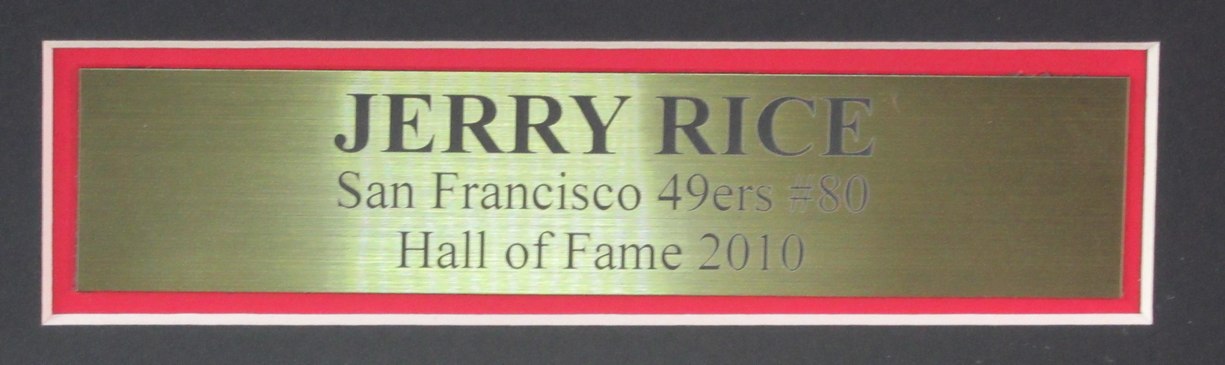 JERRY RICE
San Francisco 49ers #80
Hall of Fame 2010